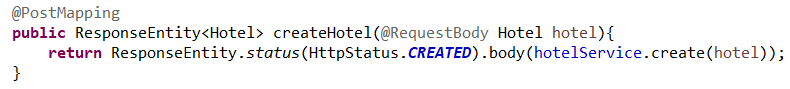 @PostMapping
public ResponseEntity<Hotel> createHotel(@RequestBody Hotel hotel){
    return ResponseEntity.status(HttpStatus.CREATED).body(hotelService.create(hotel));
}